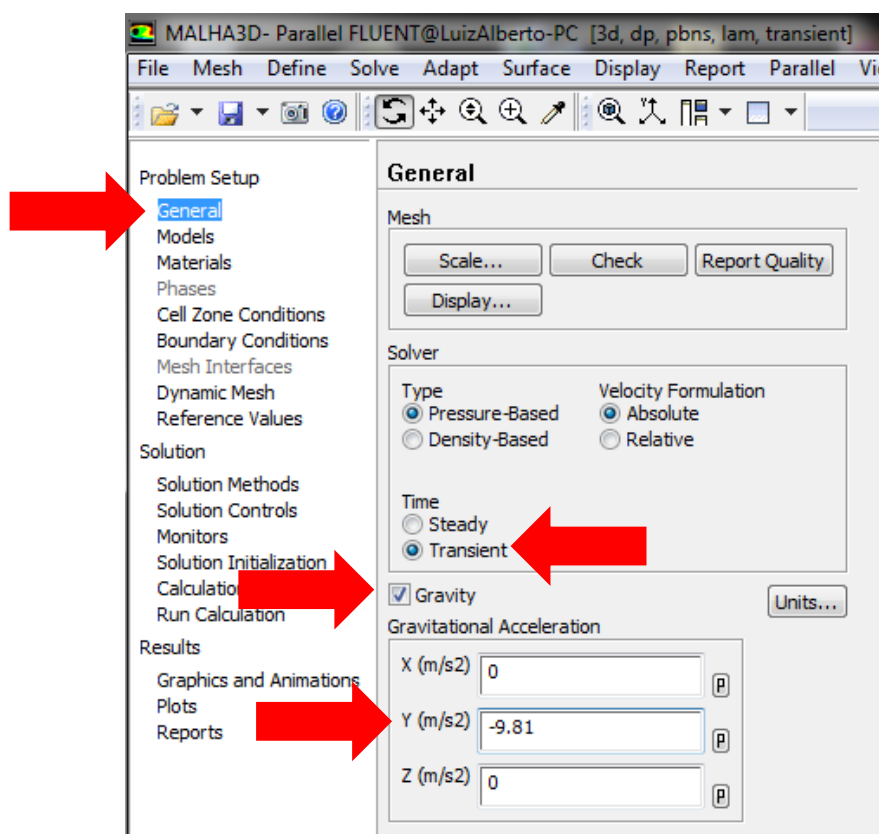 MALHA3D- Parallel FLUENT@LuizAlberto-PC [3d, dp, pbns, lam, transient]
File Mesh Define Solve Adapt Surface Display Report Parallel
Problem Setup
General
Models
Materials
Phases
Cell Zone Conditions
Boundary Conditions
Mesh Interfaces
Dynamic Mesh
Reference Values
Solution
Solution Methods
Solution Controls
Monitors
Solution Initialization
Calculation
Run Calculation
Results
Graphics and Animations
Plots
Reports
General
Mesh
Scale... Check Report Quality
Display...
Solver
Type Velocity Formulation
Pressure-Based Absolute
Density-Based Relative
Time
Steady
Transient
Gravity
Units...
Gravitational Acceleration
X (m/s2) 0 P
Y (m/s2) -9.81 P
Z (m/s2) 0 P